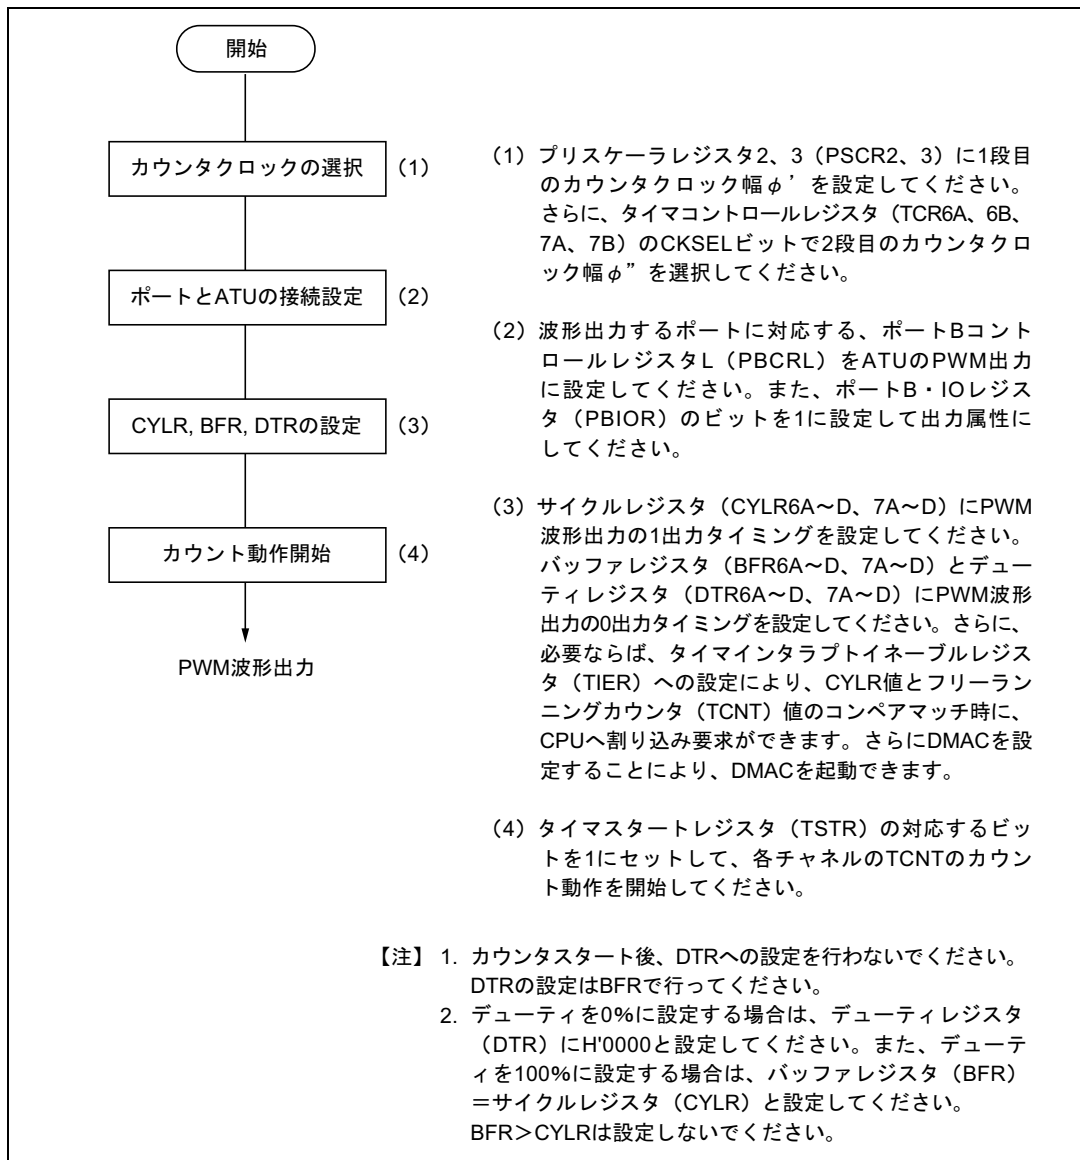 開始
カウンタクロックの選択 (1)
ポートとATUの接続設定 (2)
CYLR, BFR, DTRの設定 (3)
カウント動作開始 (4)
PWM波形出力
(1) プリスケーラレジスタ2、3（PSCR2、3）に1段目
のカウンタクロック幅φ’を設定してください。
さらに、タイマコントロールレジスタ（TCR6A、6B、
7A、7B）のCKSELビットで2段目のカウンタクロ
ック幅φ”を選択してください。
(2) 波形出力するポートに対応する、ポートBコント
ロールレジスタL（PBCRL）をATUのPWM出力
に設定してください。また、ポートB・IOレジス
タ（PBIOR）のビットを1に設定して出力属性に
してください。
(3) サイクルレジスタ（CYLR6A～D、7A～D）にPWM
波形出力の1出力タイミングを設定してください。
バッファレジスタ（BFR6A～D、7A～D）とデュー
ティレジスタ（DTR6A～D、7A～D）にPWM波形
出力の0出力タイミングを設定してください。さらに、
必要ならば、タイマインタラプトイネーブルレジス
タ（TIER）への設定により、CYLR値とフリーラン
ニングカウンタ（TCNT）値のコンペアマッチ時に、
CPUへ割り込み要求ができます。さらにDMACを設
定することにより、DMACを起動できます。
(4) タイマスタートレジスタ（TSTR）の対応するビッ
トを1にセットして、各チャネルのTCNTのカウン
ト動作を開始してください。
【注】 1. カウンタスタート後、DTRへの設定を行わないでください。
DTRの設定はBFRで行ってください。
2. デューティを0%に設定する場合は、デューティレジスタ
（DTR）にH'0000と設定してください。また、デューテ
ィを100%に設定する場合は、バッファレジスタ（BFR）
＝サイクルレジスタ（CYLR）と設定してください。
BFR＞CYLRは設定しないでください。